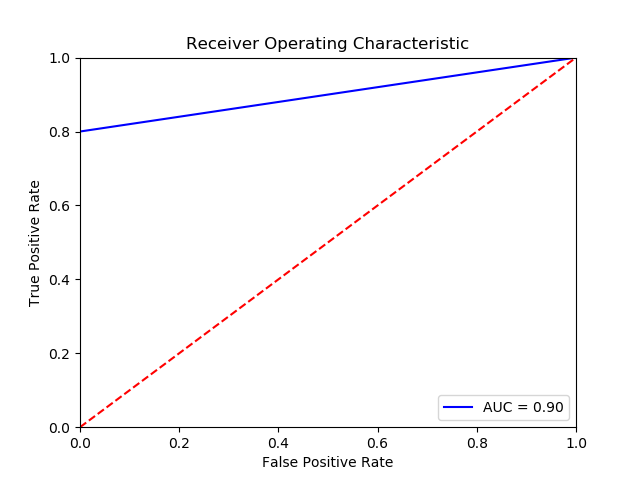 Receiver Operating Characteristic
1.0
0.8
0.6
0.4
0.2
0.0
True Positive Rate
AUC = 0.90
0.0 0.2 0.4 0.6 0.8 1.0
False Positive Rate